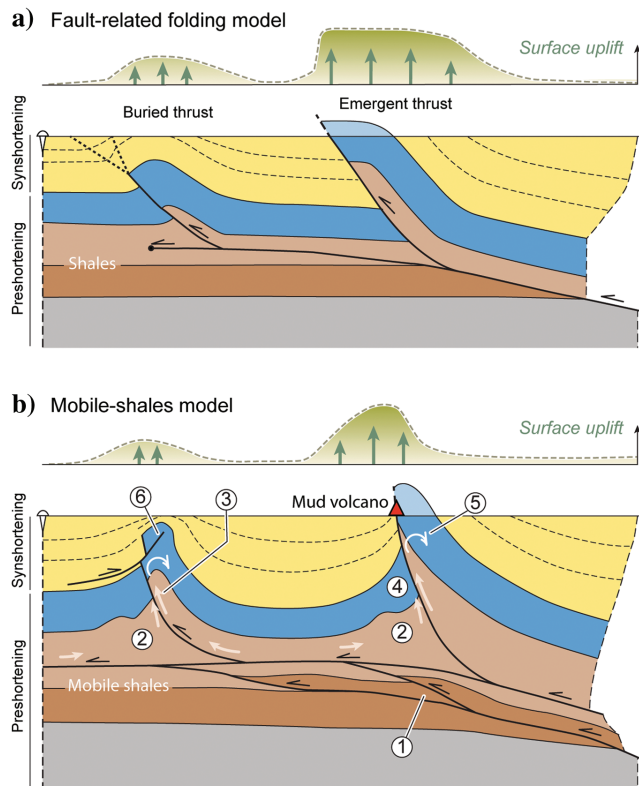 a) Fault-related folding model
Surface uplift
Buried thrust
Emergent thrust
Synshortening
Preshortening
Shales
b) Mobile-shales model
Surface uplift
Mud volcano
Synshortening
Preshortening
6
3
5
4
2
2
Mobile shales
1